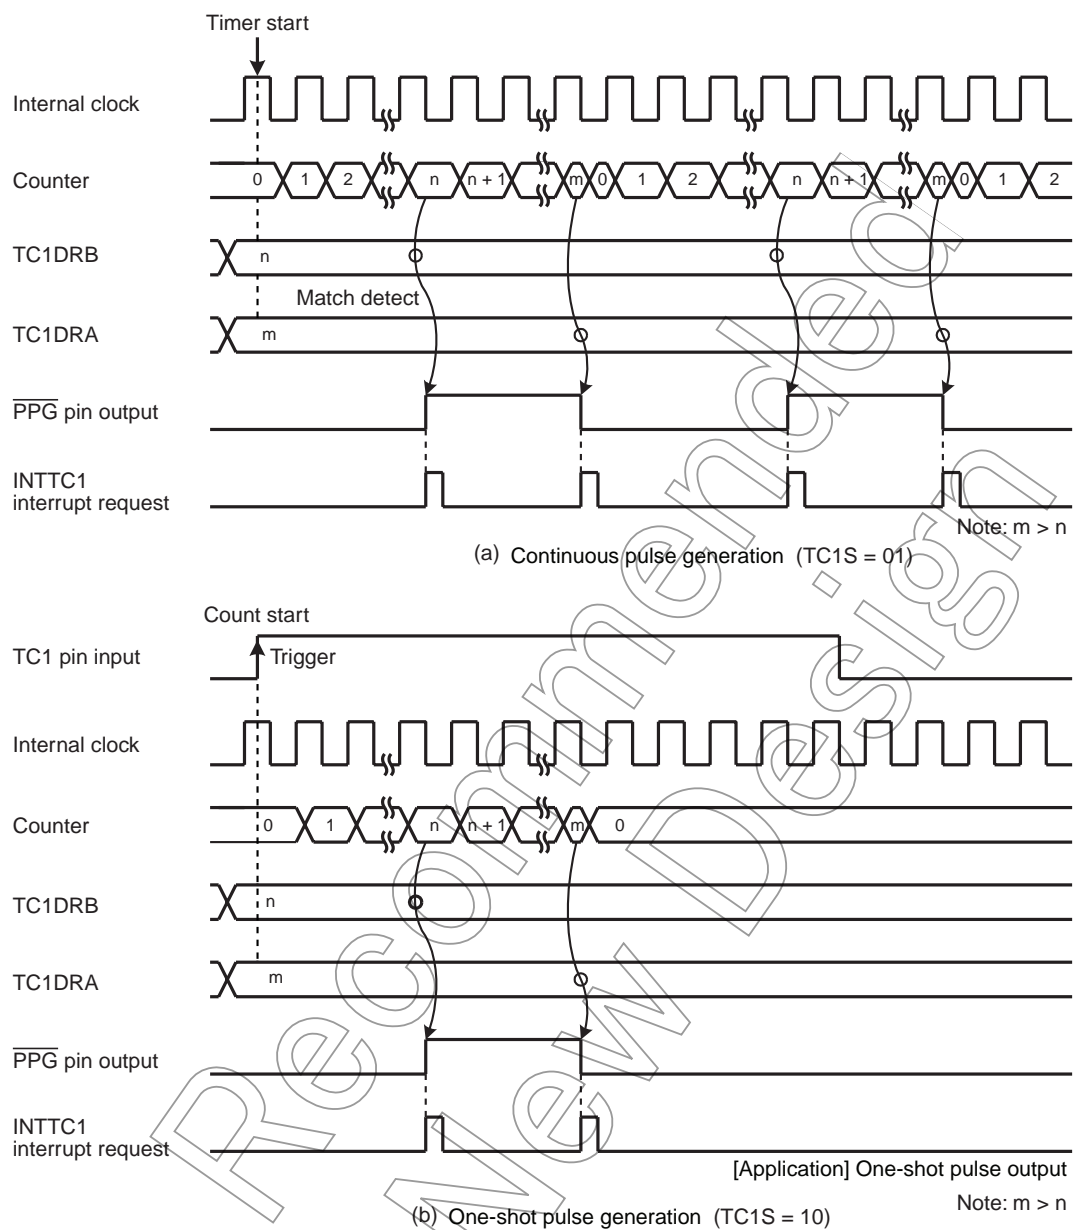 Timer start
Internal clock
Counter
0 1 2 n n + 1 m 0 1 2 n n + 1 m 0 1 2
TC1DRB
n
Match detect
TC1DRA
m
PPG pin output
INTTC1
interrupt request
Note: m > n
(a) Continuous pulse generation (TC1S = 01)
Count start
TC1 pin input
Trigger
Internal clock
Counter
0 1 n n + 1 m 0
TC1DRB
n
TC1DRA
m
PPG pin output
INTTC1
interrupt request
[Application] One-shot pulse output
Note: m > n
(b) One-shot pulse generation (TC1S = 10)
Recommended
New Design